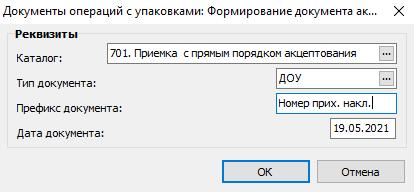 Документы операций с упаковками: Формирование документа ак...
Реквизиты
Каталог: 701. Приемка с прямым порядком акцептования ...
Тип документа: ДОУ ...
Префикс документа: Номер прих. накл.
Дата документа: 19.05.2021
ОК Отмена